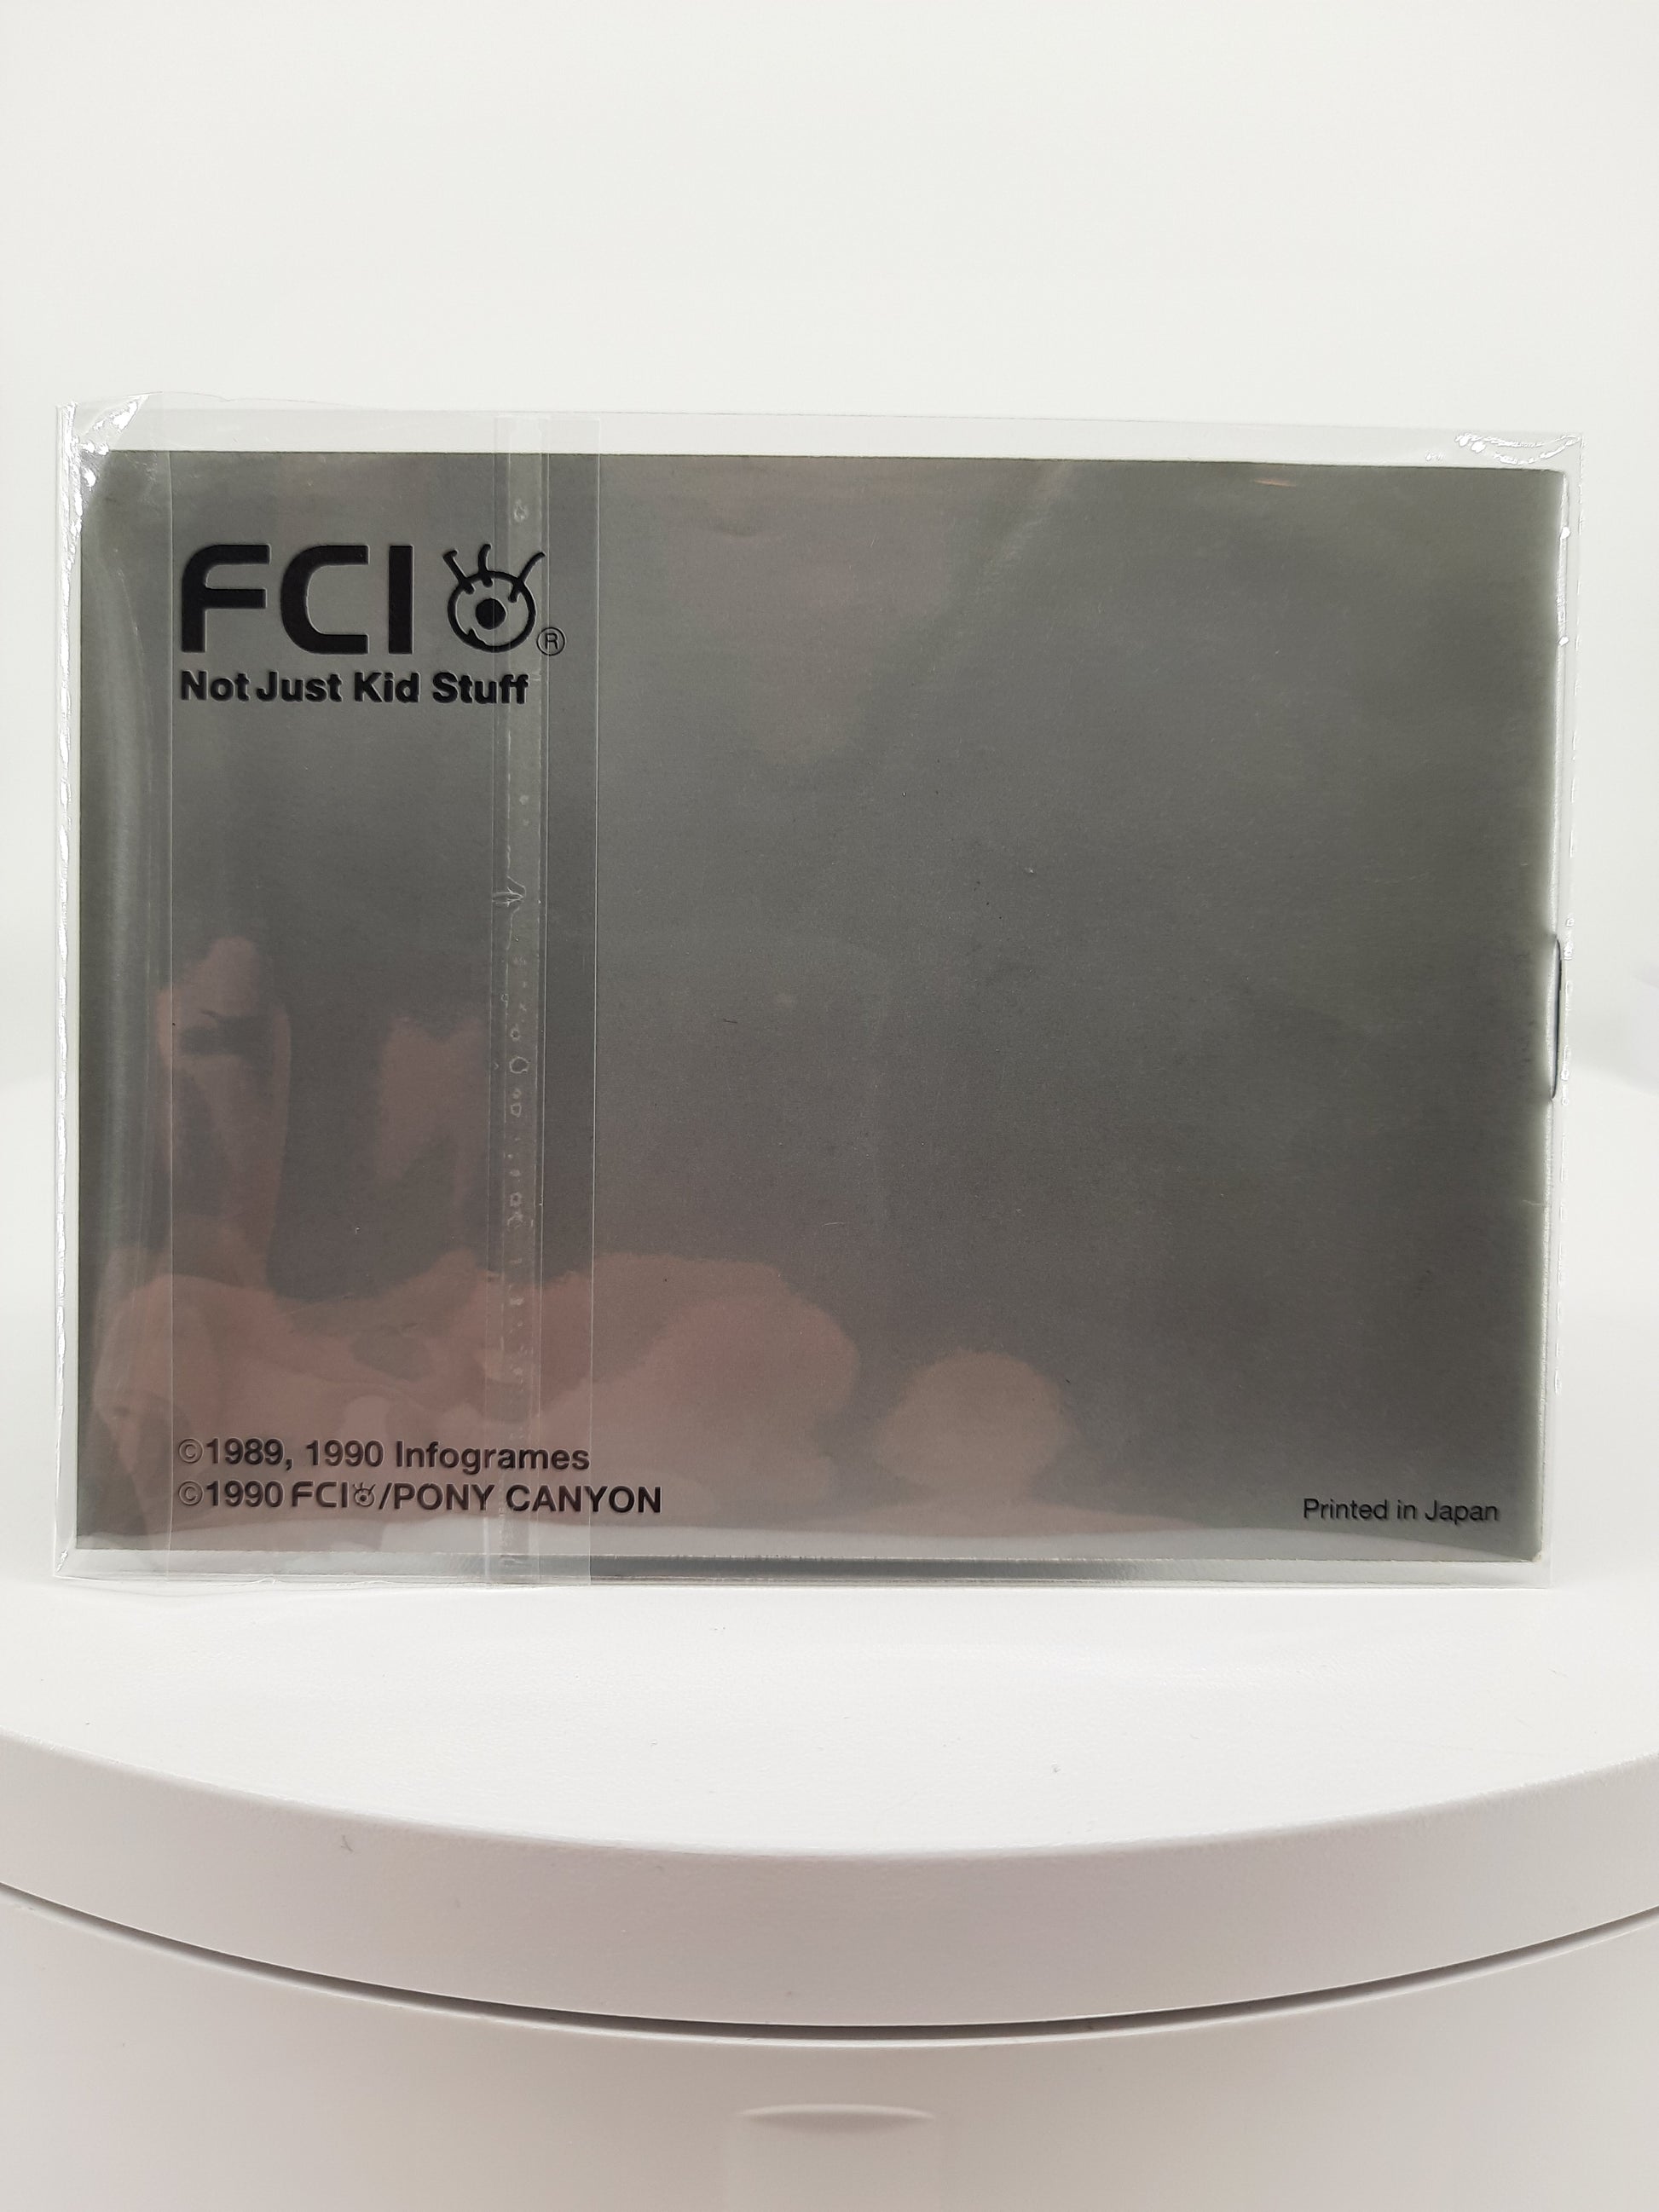 FCI ®
Not Just Kid Stuff
©1989, 1990 Infogrames
©1990 FCI/PONY CANYON
Printed in Japan